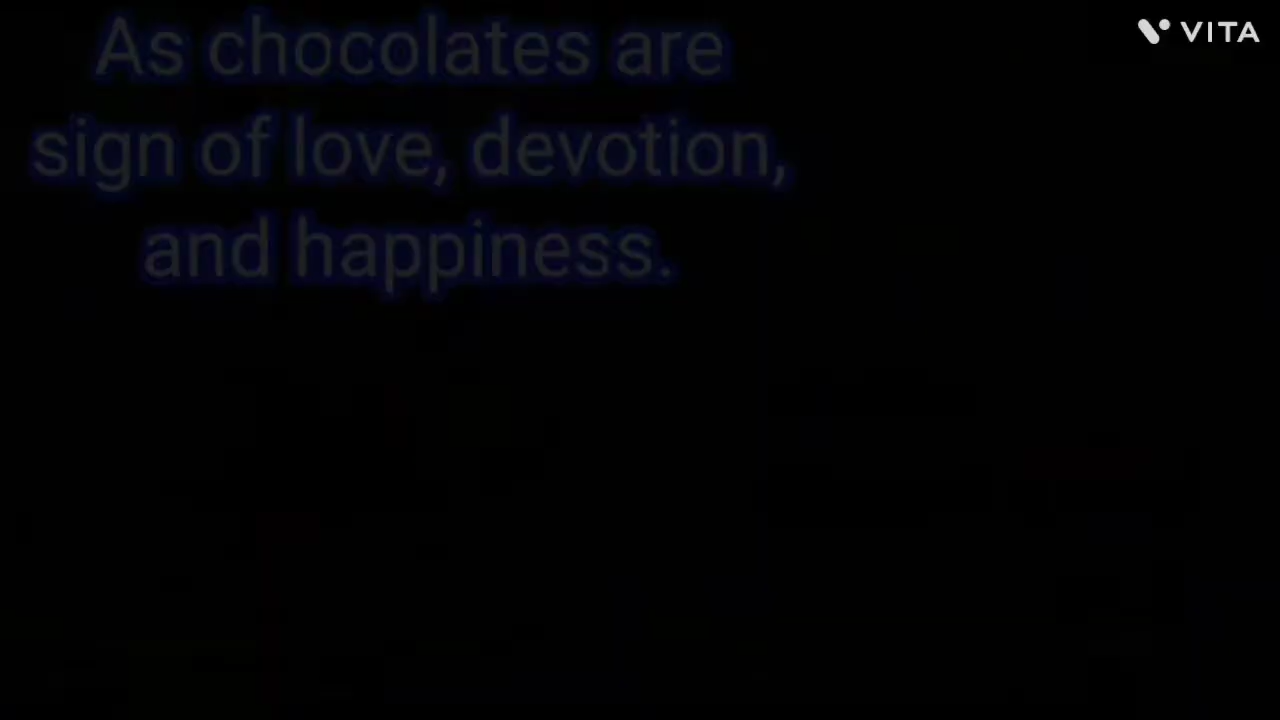 As chocolates are
sign of love, devotion,
and happiness.
VITA